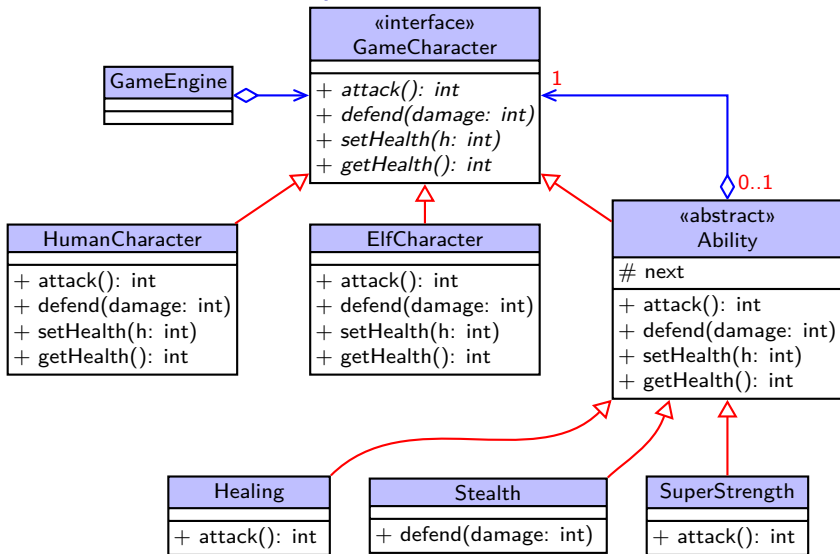 «interface»
GameCharacter
+ attack(): int
+ defend(damage: int)
+ setHealth(h: int)
+ getHealth(): int
GameEngine
1
0..1
HumanCharacter
+ attack(): int
+ defend(damage: int)
+ setHealth(h: int)
+ getHealth(): int
ElfCharacter
+ attack(): int
+ defend(damage: int)
+ setHealth(h: int)
+ getHealth(): int
«abstract»
Ability
# next
+ attack(): int
+ defend(damage: int)
+ setHealth(h: int)
+ getHealth(): int
Healing
+ attack(): int
Stealth
+ defend(damage: int)
SuperStrength
+ attack(): int